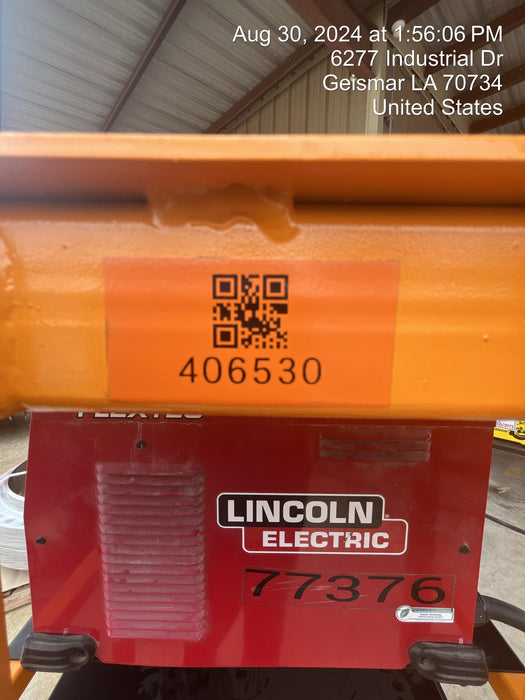 Aug 30, 2024 at 1:56:06 PM
6277 Industrial Dr
Geismar LA 70734
United States
406530
LINCOLN
ELECTRIC
77376